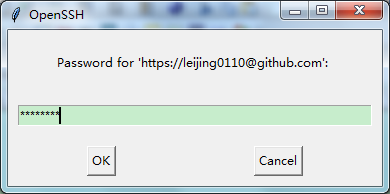 OpenSSH
Password for 'https://leijing0110@github.com':
********
OK
Cancel